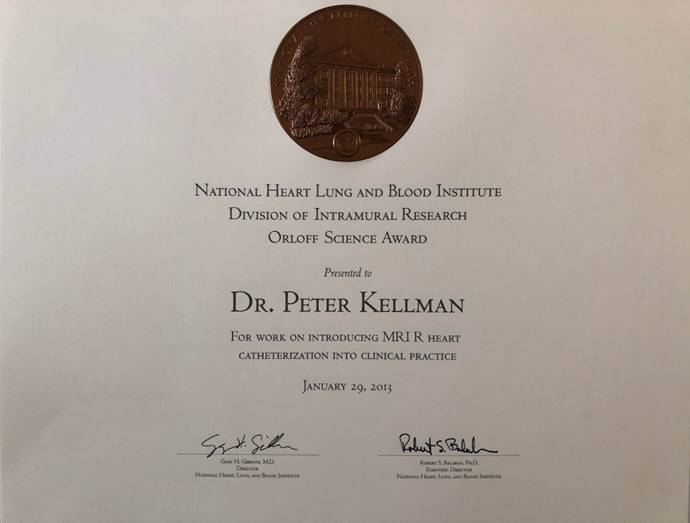 National Heart Lung and Blood Institute
Division of Intramural Research
Orloff Science Award
Presented to
Dr. Peter Kellman
For work on introducing MRI R heart
catheterization into clinical practice
January 29, 2013
Gary H. Gibbons, M.D.
Director
National Heart, Lung, and Blood Institute
Robert S. Balaban
Robert S. Balaban, Ph.D.
Scientific Director
National Heart, Lung, and Blood Institute